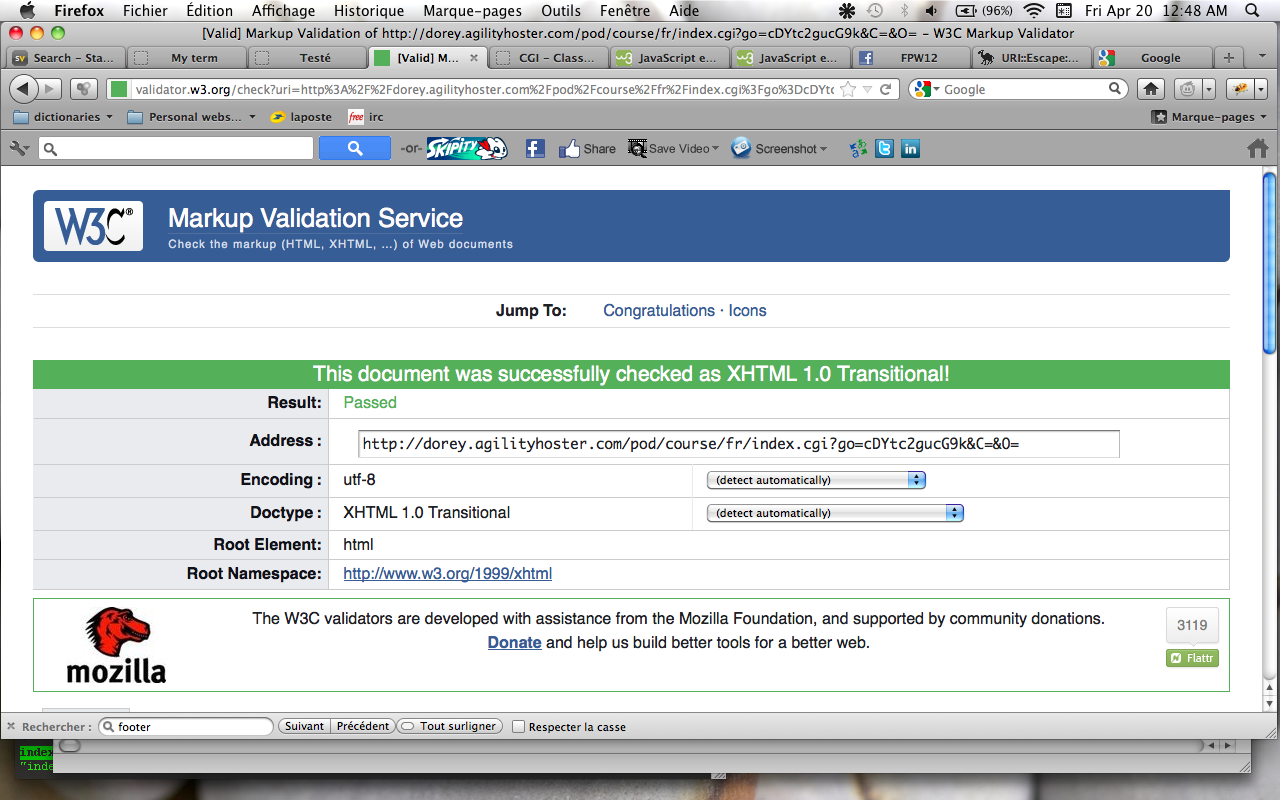 Firefox Fichier Édition Affichage Historique Marque-pages Outils Fenêtre Aide (96%) Fri Apr 20 12:48 AM
[Valid] Markup Validation of http://dorey.agilityhoster.com/pod/course/fr/index.cgi?go=cDYtc2gucG9k&C=&O= – W3C Markup Validator
sv Search – Sta... My term Testé [Valid] M... CGI – Class... JavaScript e... JavaScript e... FPW12 URI::Escape:... Google
validator.w3.org/check?uri=http%3A%2F%2Fdorey.agilityhoster.com%2Fpod%2Fcourse%2Ffr%2Findex.cgi%3Fgo%3DcDYtc Google
dictionaries Personal webs... laposte free irc Marque-pages
-or- SKIPITY Share Save Video Screenshot
W3C® Markup Validation Service
Check the markup (HTML, XHTML, ...) of Web documents
Jump To: Congratulations · Icons
This document was successfully checked as XHTML 1.0 Transitional!
Result: Passed
Address : http://dorey.agilityhoster.com/pod/course/fr/index.cgi?go=cDYtc2gucG9k&C=&O=
Encoding : utf-8 (detect automatically)
Doctype : XHTML 1.0 Transitional (detect automatically)
Root Element: html
Root Namespace: http://www.w3.org/1999/xhtml
The W3C validators are developed with assistance from the Mozilla Foundation, and supported by community donations.
Donate and help us build better tools for a better web.
mozilla
3119
Flattr
Rechercher : footer Suivant Précédent Tout surligner Respecter la casse
index
"inde